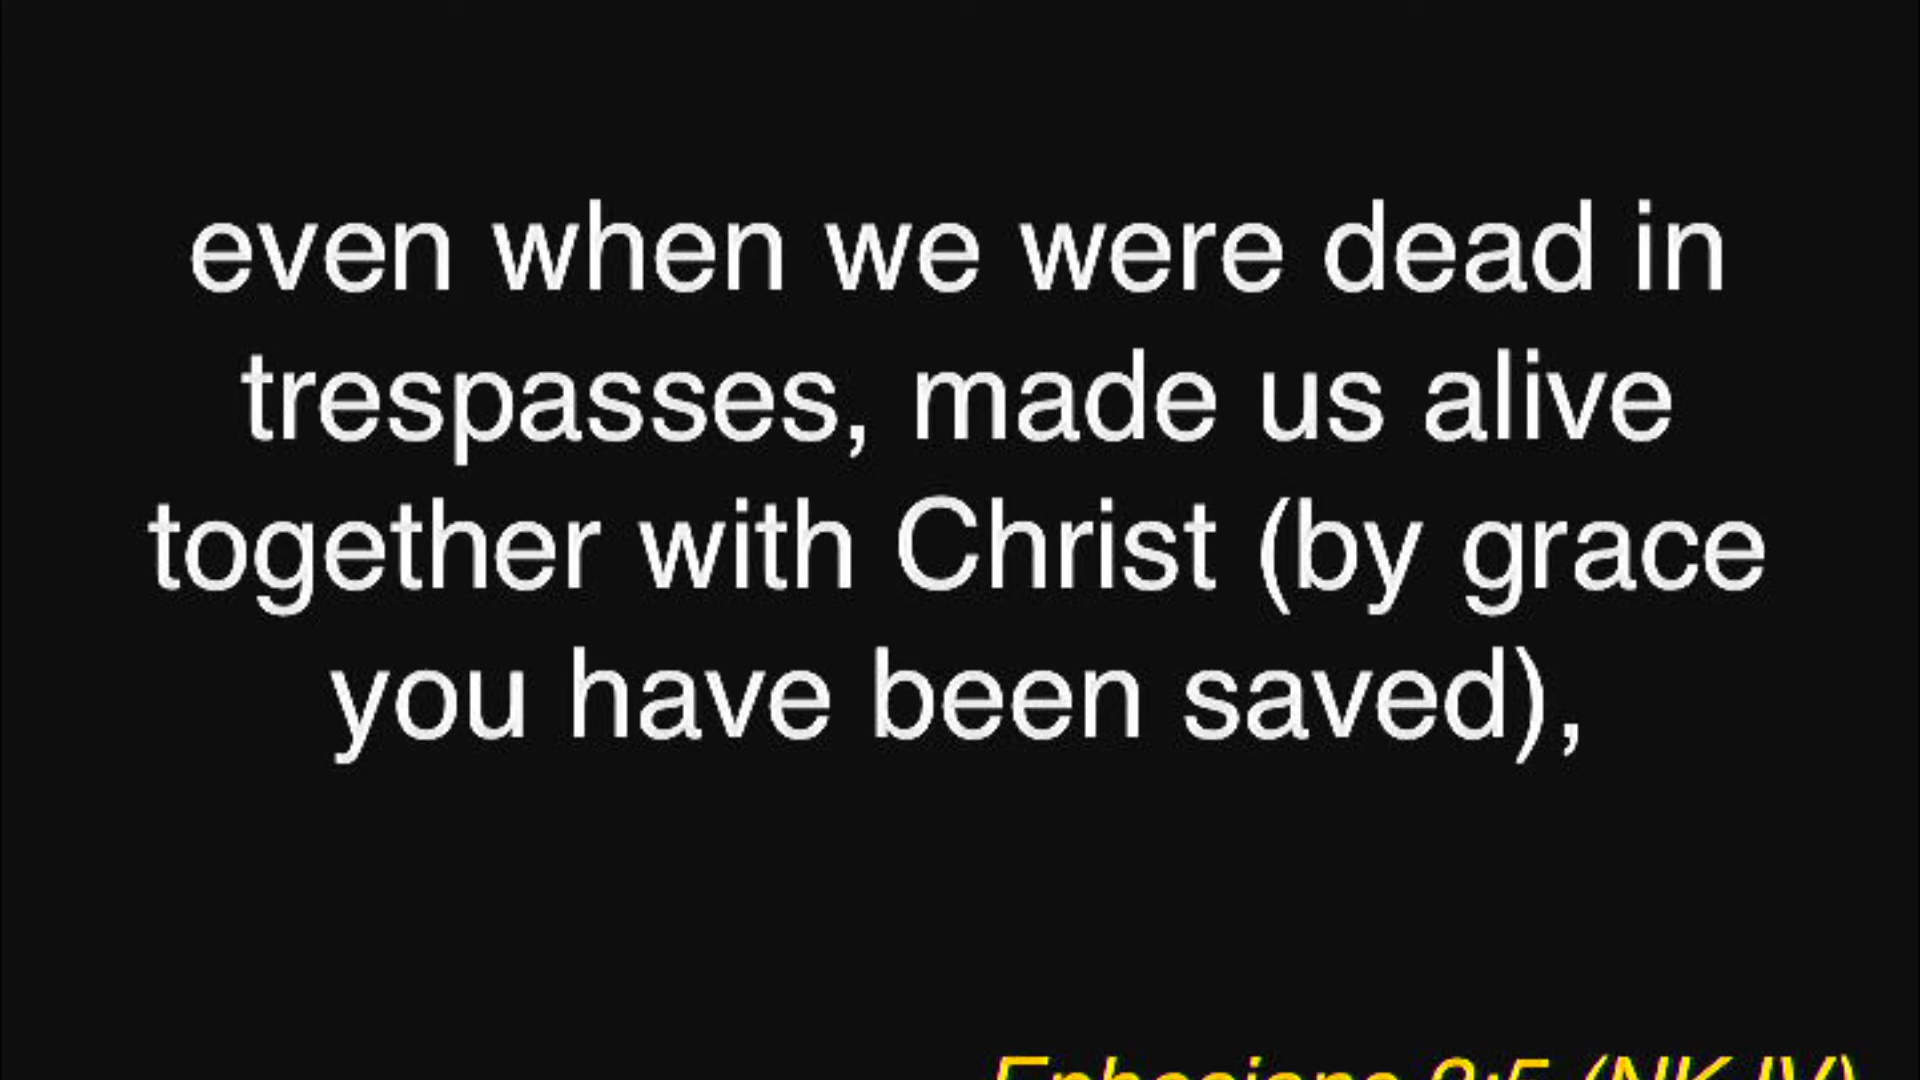 even when we were dead in
trespasses, made us alive
together with Christ (by grace
you have been saved),
Ephesians 2:5 (NKJV)